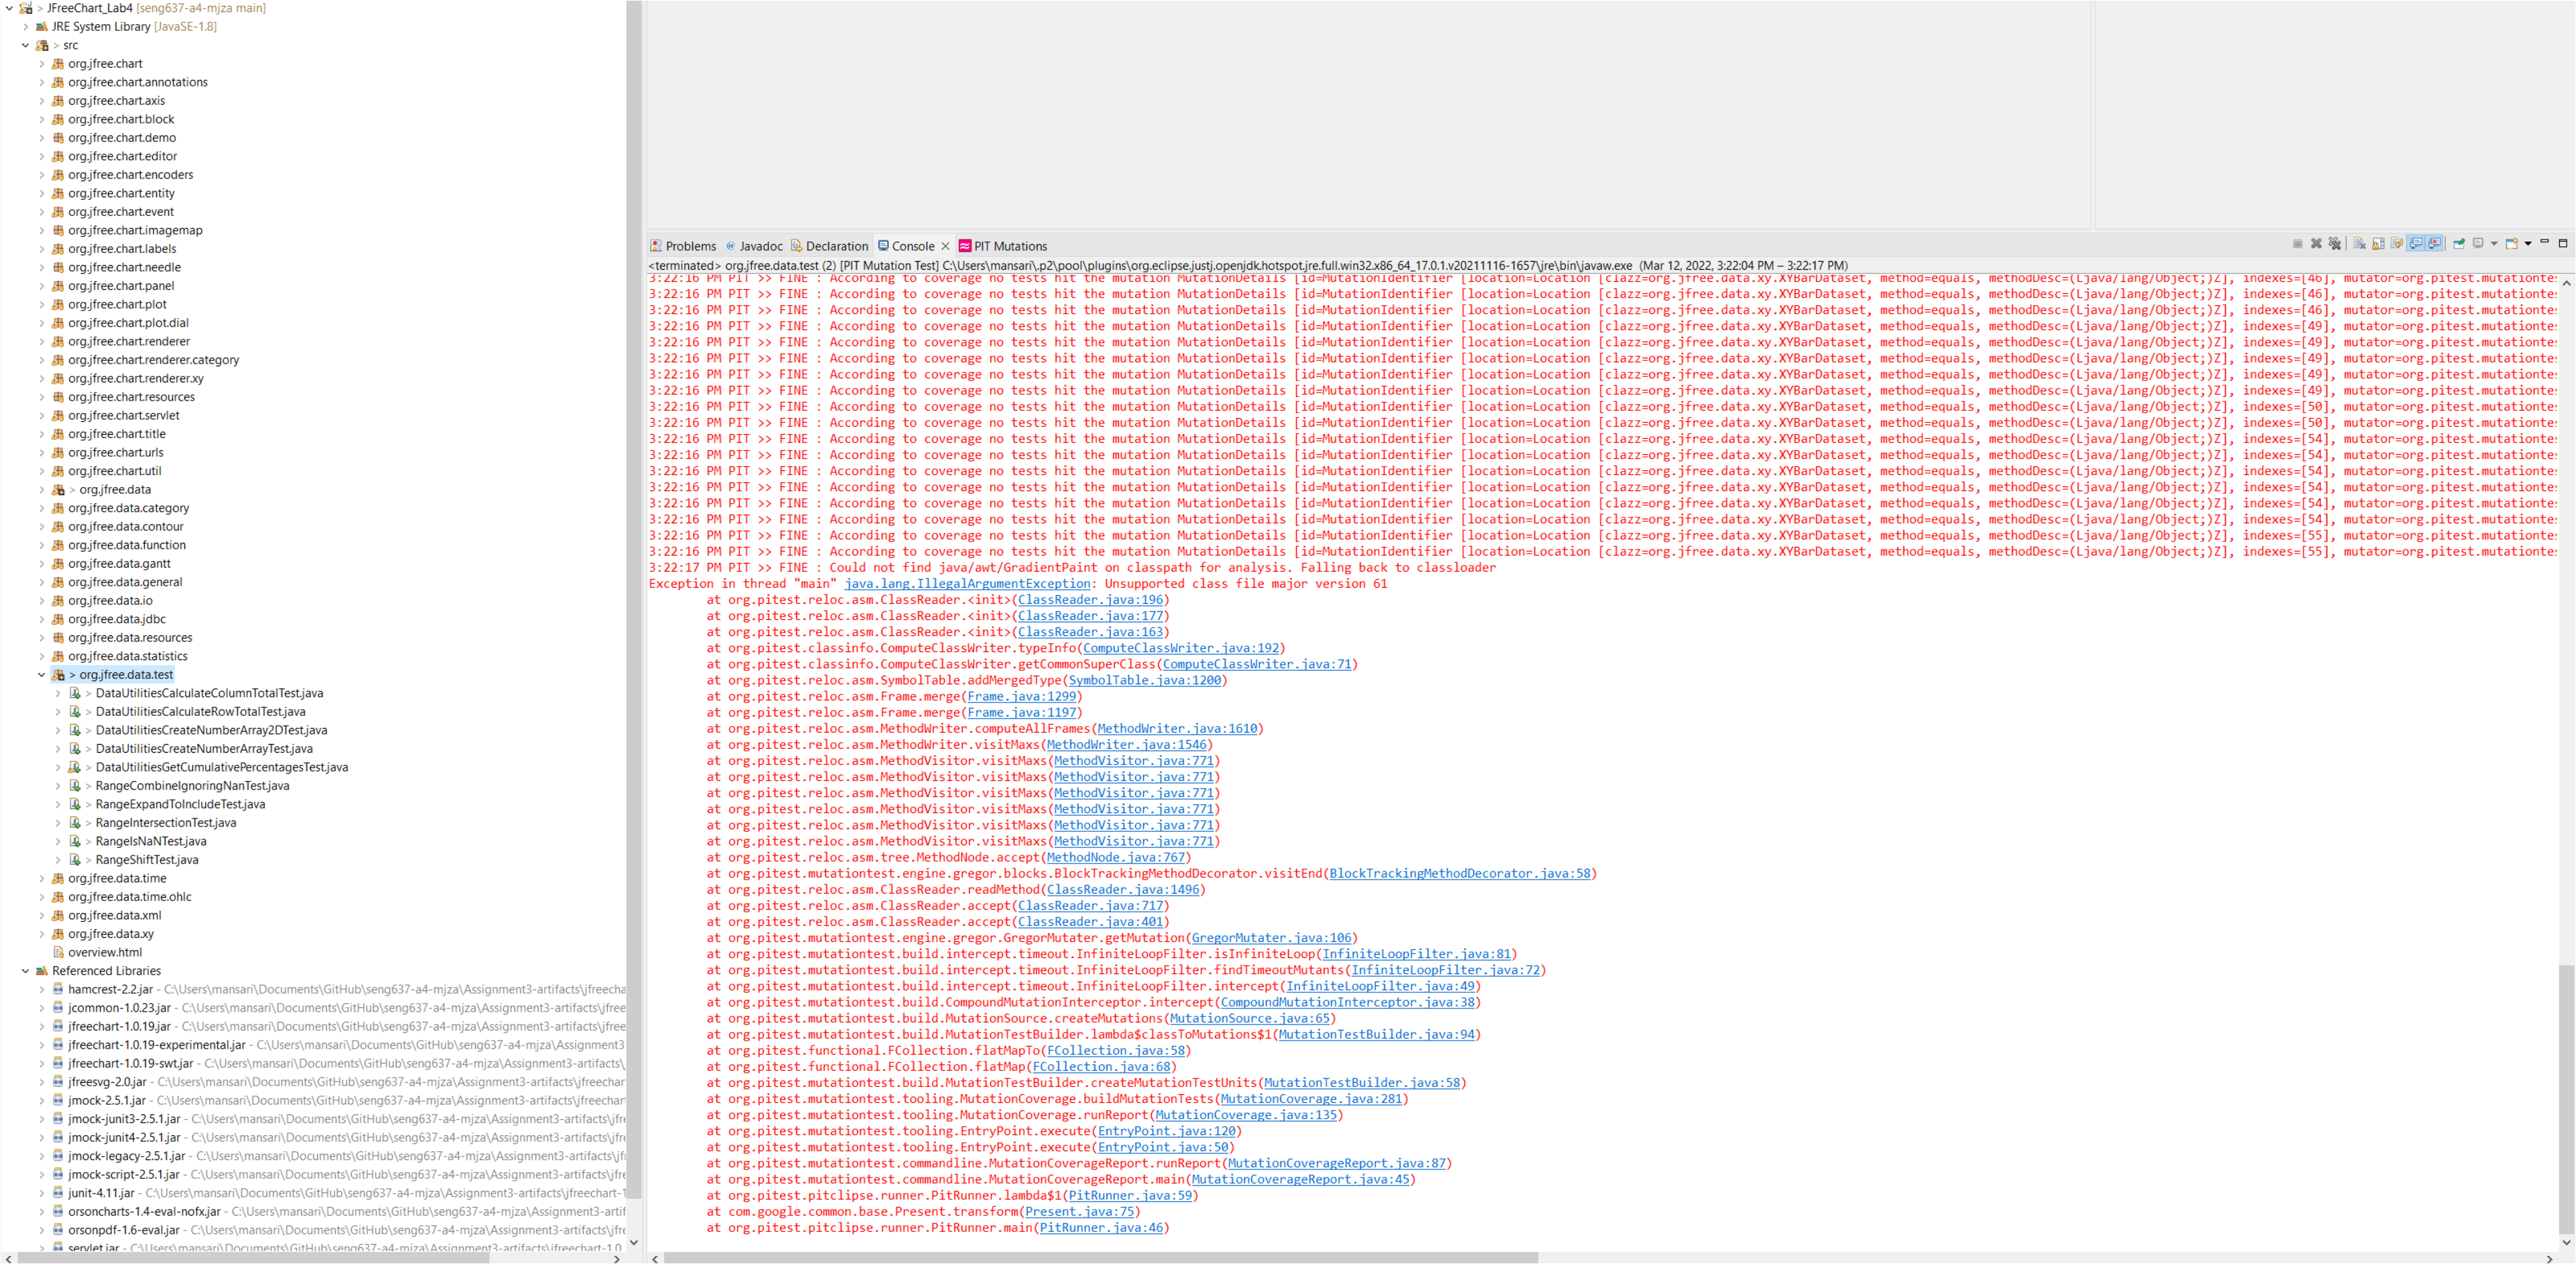 JFreeChart_Lab4 [seng637-a4-mjza main]
JRE System Library [JavaSE-1.8]
src
org.jfree.chart
org.jfree.chart.annotations
org.jfree.chart.axis
org.jfree.chart.block
org.jfree.chart.demo
org.jfree.chart.editor
org.jfree.chart.encoders
org.jfree.chart.entity
org.jfree.chart.event
org.jfree.chart.imagemap
org.jfree.chart.labels
org.jfree.chart.needle
org.jfree.chart.panel
org.jfree.chart.plot
org.jfree.chart.plot.dial
org.jfree.chart.renderer
org.jfree.chart.renderer.category
org.jfree.chart.renderer.xy
org.jfree.chart.resources
org.jfree.chart.servlet
org.jfree.chart.title
org.jfree.chart.urls
org.jfree.chart.util
> org.jfree.data
org.jfree.data.category
org.jfree.data.contour
org.jfree.data.function
org.jfree.data.gantt
org.jfree.data.general
org.jfree.data.io
org.jfree.data.jdbc
org.jfree.data.resources
org.jfree.data.statistics
> org.jfree.data.test
> DataUtilitiesCalculateColumnTotalTest.java
> DataUtilitiesCalculateRowTotalTest.java
> DataUtilitiesCreateNumberArray2DTest.java
> DataUtilitiesCreateNumberArrayTest.java
> DataUtilitiesGetCumulativePercentagesTest.java
> RangeCombineIgnoringNanTest.java
> RangeExpandToIncludeTest.java
> RangeIntersectionTest.java
> RangeIsNaNTest.java
> RangeShiftTest.java
org.jfree.data.time
org.jfree.data.time.ohlc
org.jfree.data.xml
org.jfree.data.xy
overview.html
Referenced Libraries
hamcrest-2.2.jar - C:\Users\mansari\Documents\GitHub\seng637-a4-mjza\Assignment3-artifacts\jfreecha
jcommon-1.0.23.jar - C:\Users\mansari\Documents\GitHub\seng637-a4-mjza\Assignment3-artifacts\jfree
jfreechart-1.0.19.jar - C:\Users\mansari\Documents\GitHub\seng637-a4-mjza\Assignment3-artifacts\jfree
jfreechart-1.0.19-experimental.jar - C:\Users\mansari\Documents\GitHub\seng637-a4-mjza\Assignment3
jfreechart-1.0.19-swt.jar - C:\Users\mansari\Documents\GitHub\seng637-a4-mjza\Assignment3-artifacts\
jfreesvg-2.0.jar - C:\Users\mansari\Documents\GitHub\seng637-a4-mjza\Assignment3-artifacts\jfreechar
jmock-2.5.1.jar - C:\Users\mansari\Documents\GitHub\seng637-a4-mjza\Assignment3-artifacts\jfreechar
jmock-junit3-2.5.1.jar - C:\Users\mansari\Documents\GitHub\seng637-a4-mjza\Assignment3-artifacts\jfr
jmock-junit4-2.5.1.jar - C:\Users\mansari\Documents\GitHub\seng637-a4-mjza\Assignment3-artifacts\jfr
jmock-legacy-2.5.1.jar - C:\Users\mansari\Documents\GitHub\seng637-a4-mjza\Assignment3-artifacts\jf
jmock-script-2.5.1.jar - C:\Users\mansari\Documents\GitHub\seng637-a4-mjza\Assignment3-artifacts\jfr
junit-4.11.jar - C:\Users\mansari\Documents\GitHub\seng637-a4-mjza\Assignment3-artifacts\jfreechart-1
orsoncharts-1.4-eval-nofx.jar - C:\Users\mansari\Documents\GitHub\seng637-a4-mjza\Assignment3-artif
orsonpdf-1.6-eval.jar - C:\Users\mansari\Documents\GitHub\seng637-a4-mjza\Assignment3-artifacts\jfre
servlet.jar - C:\Users\mansari\Documents\GitHub\seng637-a4-mjza\Assignment3-artifacts\jfreechart-1.0
Problems Javadoc Declaration Console PIT Mutations
<terminated> org.jfree.data.test (2) [PIT Mutation Test] C:\Users\mansari\.p2\pool\plugins\org.eclipse.justj.openjdk.hotspot.jre.full.win32.x86_64_17.0.1.v20211116-1657\jre\bin\javaw.exe (Mar 12, 2022, 3:22:04 PM – 3:22:17 PM)
3:22:16 PM PIT >> FINE : According to coverage no tests hit the mutation MutationDetails [id=MutationIdentifier [location=Location [clazz=org.jfree.data.xy.XYBarDataset, method=equals, methodDesc=(Ljava/lang/Object;)Z], indexes=[46], mutator=org.pitest.mutationtes
3:22:16 PM PIT >> FINE : According to coverage no tests hit the mutation MutationDetails [id=MutationIdentifier [location=Location [clazz=org.jfree.data.xy.XYBarDataset, method=equals, methodDesc=(Ljava/lang/Object;)Z], indexes=[46], mutator=org.pitest.mutationtes
3:22:16 PM PIT >> FINE : According to coverage no tests hit the mutation MutationDetails [id=MutationIdentifier [location=Location [clazz=org.jfree.data.xy.XYBarDataset, method=equals, methodDesc=(Ljava/lang/Object;)Z], indexes=[46], mutator=org.pitest.mutationtes
3:22:16 PM PIT >> FINE : According to coverage no tests hit the mutation MutationDetails [id=MutationIdentifier [location=Location [clazz=org.jfree.data.xy.XYBarDataset, method=equals, methodDesc=(Ljava/lang/Object;)Z], indexes=[49], mutator=org.pitest.mutationtes
3:22:16 PM PIT >> FINE : According to coverage no tests hit the mutation MutationDetails [id=MutationIdentifier [location=Location [clazz=org.jfree.data.xy.XYBarDataset, method=equals, methodDesc=(Ljava/lang/Object;)Z], indexes=[49], mutator=org.pitest.mutationtes
3:22:16 PM PIT >> FINE : According to coverage no tests hit the mutation MutationDetails [id=MutationIdentifier [location=Location [clazz=org.jfree.data.xy.XYBarDataset, method=equals, methodDesc=(Ljava/lang/Object;)Z], indexes=[49], mutator=org.pitest.mutationtes
3:22:16 PM PIT >> FINE : According to coverage no tests hit the mutation MutationDetails [id=MutationIdentifier [location=Location [clazz=org.jfree.data.xy.XYBarDataset, method=equals, methodDesc=(Ljava/lang/Object;)Z], indexes=[49], mutator=org.pitest.mutationtes
3:22:16 PM PIT >> FINE : According to coverage no tests hit the mutation MutationDetails [id=MutationIdentifier [location=Location [clazz=org.jfree.data.xy.XYBarDataset, method=equals, methodDesc=(Ljava/lang/Object;)Z], indexes=[49], mutator=org.pitest.mutationtes
3:22:16 PM PIT >> FINE : According to coverage no tests hit the mutation MutationDetails [id=MutationIdentifier [location=Location [clazz=org.jfree.data.xy.XYBarDataset, method=equals, methodDesc=(Ljava/lang/Object;)Z], indexes=[50], mutator=org.pitest.mutationtes
3:22:16 PM PIT >> FINE : According to coverage no tests hit the mutation MutationDetails [id=MutationIdentifier [location=Location [clazz=org.jfree.data.xy.XYBarDataset, method=equals, methodDesc=(Ljava/lang/Object;)Z], indexes=[50], mutator=org.pitest.mutationtes
3:22:16 PM PIT >> FINE : According to coverage no tests hit the mutation MutationDetails [id=MutationIdentifier [location=Location [clazz=org.jfree.data.xy.XYBarDataset, method=equals, methodDesc=(Ljava/lang/Object;)Z], indexes=[54], mutator=org.pitest.mutationtes
3:22:16 PM PIT >> FINE : According to coverage no tests hit the mutation MutationDetails [id=MutationIdentifier [location=Location [clazz=org.jfree.data.xy.XYBarDataset, method=equals, methodDesc=(Ljava/lang/Object;)Z], indexes=[54], mutator=org.pitest.mutationtes
3:22:16 PM PIT >> FINE : According to coverage no tests hit the mutation MutationDetails [id=MutationIdentifier [location=Location [clazz=org.jfree.data.xy.XYBarDataset, method=equals, methodDesc=(Ljava/lang/Object;)Z], indexes=[54], mutator=org.pitest.mutationtes
3:22:16 PM PIT >> FINE : According to coverage no tests hit the mutation MutationDetails [id=MutationIdentifier [location=Location [clazz=org.jfree.data.xy.XYBarDataset, method=equals, methodDesc=(Ljava/lang/Object;)Z], indexes=[54], mutator=org.pitest.mutationtes
3:22:16 PM PIT >> FINE : According to coverage no tests hit the mutation MutationDetails [id=MutationIdentifier [location=Location [clazz=org.jfree.data.xy.XYBarDataset, method=equals, methodDesc=(Ljava/lang/Object;)Z], indexes=[54], mutator=org.pitest.mutationtes
3:22:16 PM PIT >> FINE : According to coverage no tests hit the mutation MutationDetails [id=MutationIdentifier [location=Location [clazz=org.jfree.data.xy.XYBarDataset, method=equals, methodDesc=(Ljava/lang/Object;)Z], indexes=[54], mutator=org.pitest.mutationtes
3:22:16 PM PIT >> FINE : According to coverage no tests hit the mutation MutationDetails [id=MutationIdentifier [location=Location [clazz=org.jfree.data.xy.XYBarDataset, method=equals, methodDesc=(Ljava/lang/Object;)Z], indexes=[55], mutator=org.pitest.mutationtes
3:22:16 PM PIT >> FINE : According to coverage no tests hit the mutation MutationDetails [id=MutationIdentifier [location=Location [clazz=org.jfree.data.xy.XYBarDataset, method=equals, methodDesc=(Ljava/lang/Object;)Z], indexes=[55], mutator=org.pitest.mutationtes
3:22:17 PM PIT >> FINE : Could not find java/awt/GradientPaint on classpath for analysis. Falling back to classloader
Exception in thread "main" java.lang.IllegalArgumentException: Unsupported class file major version 61
at org.pitest.reloc.asm.ClassReader.<init>(ClassReader.java:196)
at org.pitest.reloc.asm.ClassReader.<init>(ClassReader.java:177)
at org.pitest.reloc.asm.ClassReader.<init>(ClassReader.java:163)
at org.pitest.classinfo.ComputeClassWriter.typeInfo(ComputeClassWriter.java:192)
at org.pitest.classinfo.ComputeClassWriter.getCommonSuperClass(ComputeClassWriter.java:71)
at org.pitest.reloc.asm.SymbolTable.addMergedType(SymbolTable.java:1200)
at org.pitest.reloc.asm.Frame.merge(Frame.java:1299)
at org.pitest.reloc.asm.Frame.merge(Frame.java:1197)
at org.pitest.reloc.asm.MethodWriter.computeAllFrames(MethodWriter.java:1610)
at org.pitest.reloc.asm.MethodWriter.visitMaxs(MethodWriter.java:1546)
at org.pitest.reloc.asm.MethodVisitor.visitMaxs(MethodVisitor.java:771)
at org.pitest.reloc.asm.MethodVisitor.visitMaxs(MethodVisitor.java:771)
at org.pitest.reloc.asm.MethodVisitor.visitMaxs(MethodVisitor.java:771)
at org.pitest.reloc.asm.MethodVisitor.visitMaxs(MethodVisitor.java:771)
at org.pitest.reloc.asm.MethodVisitor.visitMaxs(MethodVisitor.java:771)
at org.pitest.reloc.asm.MethodVisitor.visitMaxs(MethodVisitor.java:771)
at org.pitest.reloc.asm.tree.MethodNode.accept(MethodNode.java:767)
at org.pitest.mutationtest.engine.gregor.blocks.BlockTrackingMethodDecorator.visitEnd(BlockTrackingMethodDecorator.java:58)
at org.pitest.reloc.asm.ClassReader.readMethod(ClassReader.java:1496)
at org.pitest.reloc.asm.ClassReader.accept(ClassReader.java:717)
at org.pitest.reloc.asm.ClassReader.accept(ClassReader.java:401)
at org.pitest.mutationtest.engine.gregor.GregorMutater.getMutation(GregorMutater.java:106)
at org.pitest.mutationtest.build.intercept.timeout.InfiniteLoopFilter.isInfiniteLoop(InfiniteLoopFilter.java:81)
at org.pitest.mutationtest.build.intercept.timeout.InfiniteLoopFilter.findTimeoutMutants(InfiniteLoopFilter.java:72)
at org.pitest.mutationtest.build.intercept.timeout.InfiniteLoopFilter.intercept(InfiniteLoopFilter.java:49)
at org.pitest.mutationtest.build.CompoundMutationInterceptor.intercept(CompoundMutationInterceptor.java:38)
at org.pitest.mutationtest.build.MutationSource.createMutations(MutationSource.java:65)
at org.pitest.mutationtest.build.MutationTestBuilder.lambda$classToMutations$1(MutationTestBuilder.java:94)
at org.pitest.functional.FCollection.flatMapTo(FCollection.java:58)
at org.pitest.functional.FCollection.flatMap(FCollection.java:68)
at org.pitest.mutationtest.build.MutationTestBuilder.createMutationTestUnits(MutationTestBuilder.java:58)
at org.pitest.mutationtest.tooling.MutationCoverage.buildMutationTests(MutationCoverage.java:281)
at org.pitest.mutationtest.tooling.MutationCoverage.runReport(MutationCoverage.java:135)
at org.pitest.mutationtest.tooling.EntryPoint.execute(EntryPoint.java:120)
at org.pitest.mutationtest.tooling.EntryPoint.execute(EntryPoint.java:50)
at org.pitest.mutationtest.commandline.MutationCoverageReport.runReport(MutationCoverageReport.java:87)
at org.pitest.mutationtest.commandline.MutationCoverageReport.main(MutationCoverageReport.java:45)
at org.pitest.pitclipse.runner.PitRunner.lambda$1(PitRunner.java:59)
at com.google.common.base.Present.transform(Present.java:75)
at org.pitest.pitclipse.runner.PitRunner.main(PitRunner.java:46)